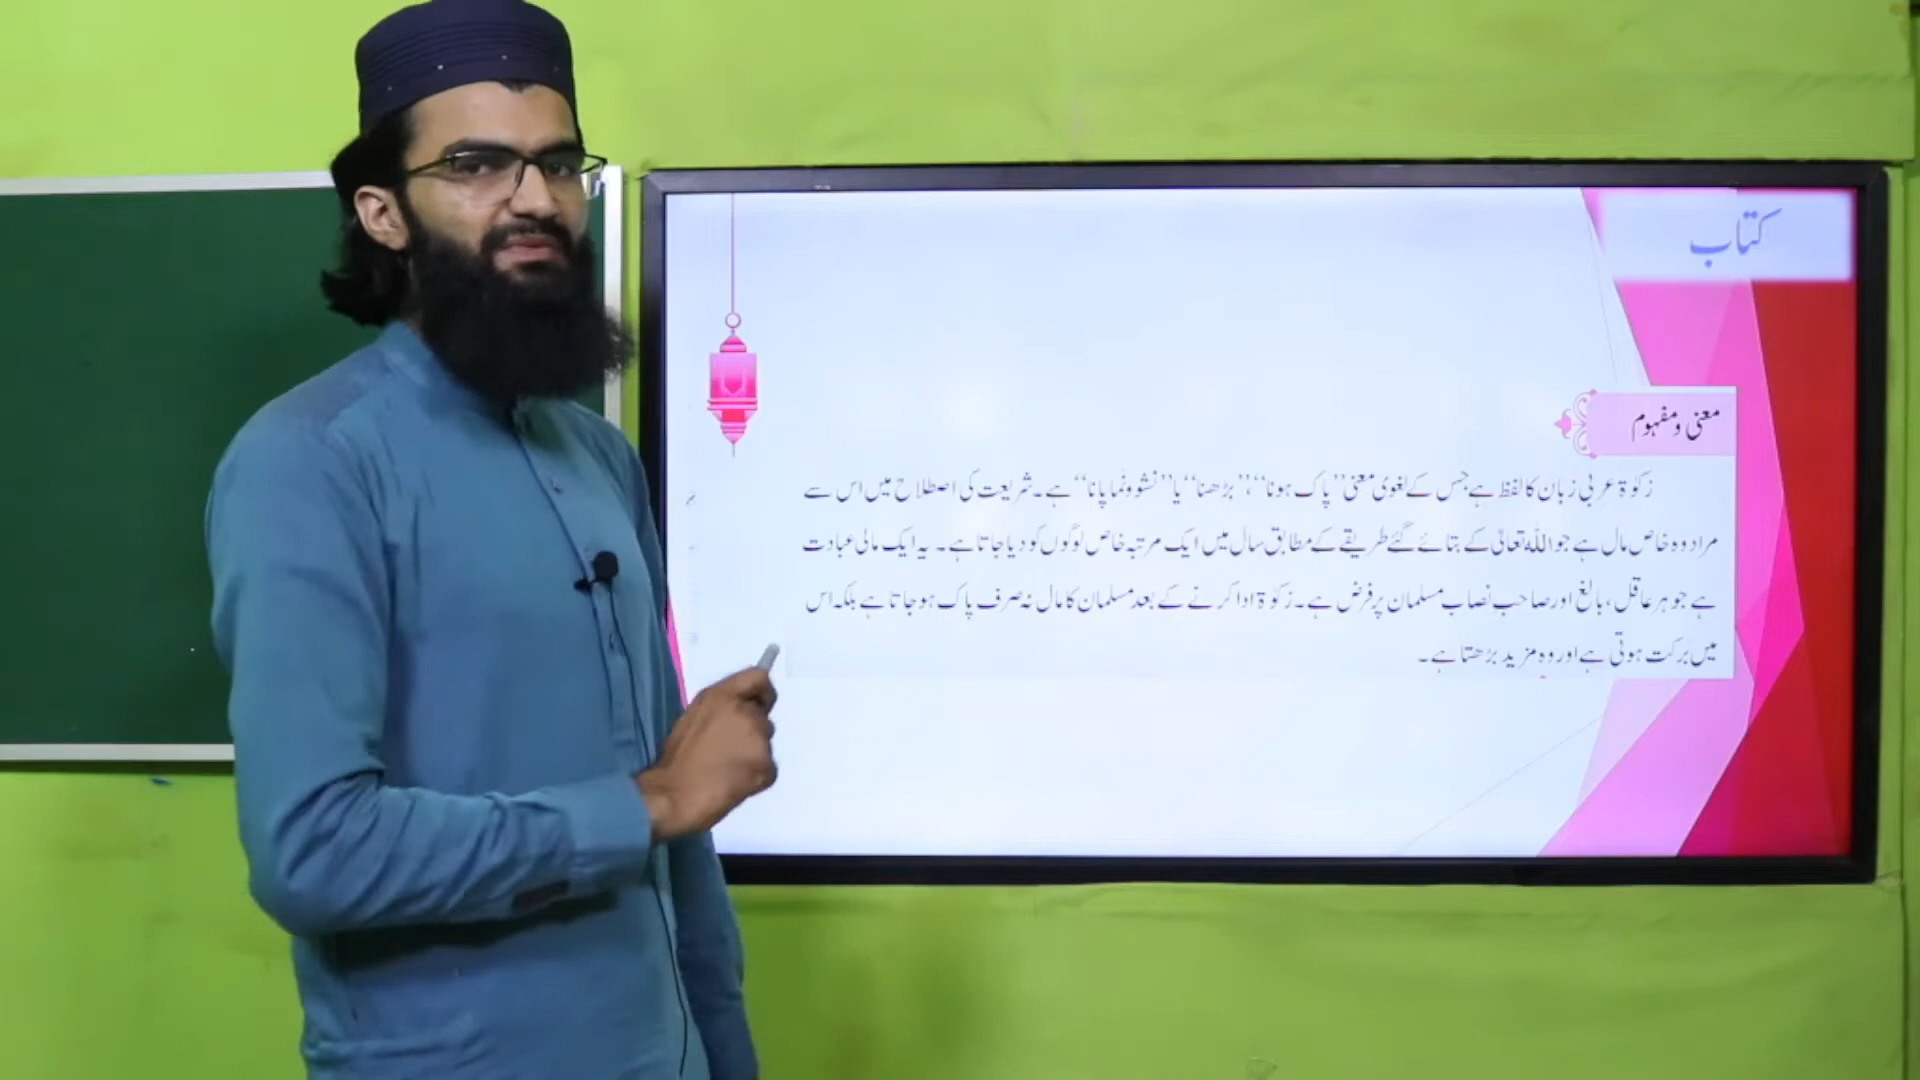 کتاب
معنی ومفہوم
زکوٰۃ عربی زبان کا لفظ ہے جس کے لغوی معنی ’’پاک ہونا‘‘، ’’بڑھنا‘‘ یا ’’نشوونما پانا‘‘ ہے۔ شریعت کی اصطلاح میں اس سے
مراد وہ خاص مال ہے جو اللہ تعالیٰ کے بتائے گئے طریقے کے مطابق سال میں ایک مرتبہ خاص لوگوں کو دیا جاتا ہے۔ یہ ایک مالی عبادت
ہے جو ہر عاقل، بالغ اور صاحب نصاب مسلمان پر فرض ہے۔ زکوٰۃ ادا کرنے کے بعد مسلمان کا مال نہ صرف پاک ہو جاتا ہے بلکہ اس
میں برکت ہوتی ہے اور وہ مزید بڑھتا ہے۔